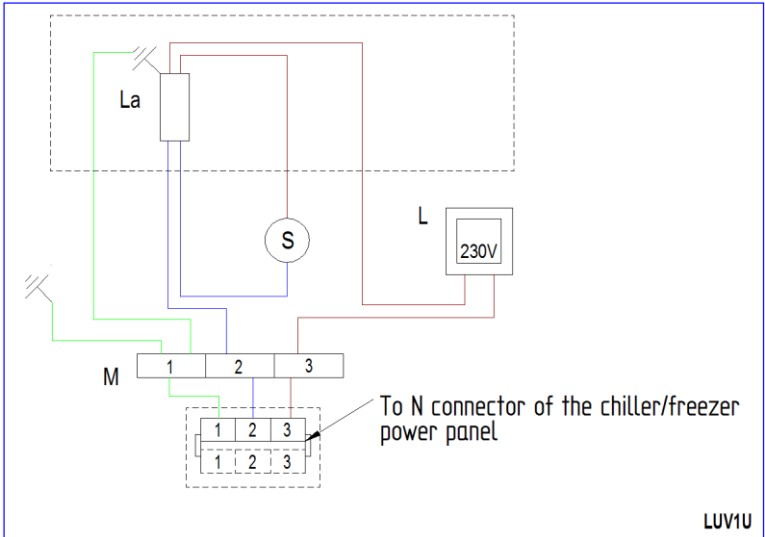 La
L
S
230V
1 2 3
M
To N connector of the chiller/freezer
power panel
1 2 3
1 2 3
LUV1U